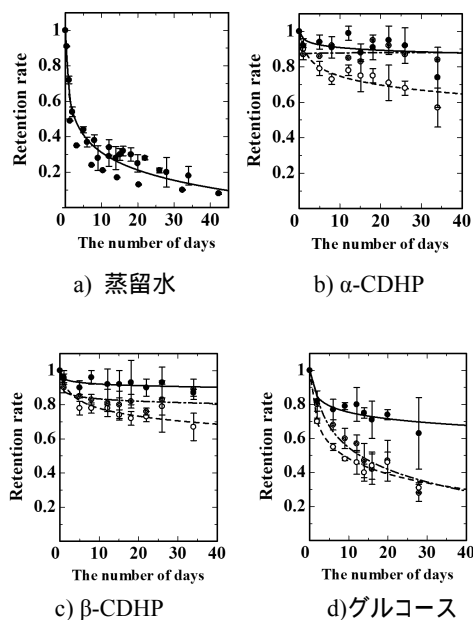 Retention rate
1
0.8
0.6
0.4
0.2
0 10 20 30 40
The number of days
a) 蒸留水
Retention rate
1
0.8
0.6
0.4
0.2
0 10 20 30 40
The number of days
b) α-CDHP
Retention rate
1
0.8
0.6
0.4
0.2
0 10 20 30 40
The number of days
c) β-CDHP
Retention rate
1
0.8
0.6
0.4
0.2
0 10 20 30 40
The number of days
d)グルコース